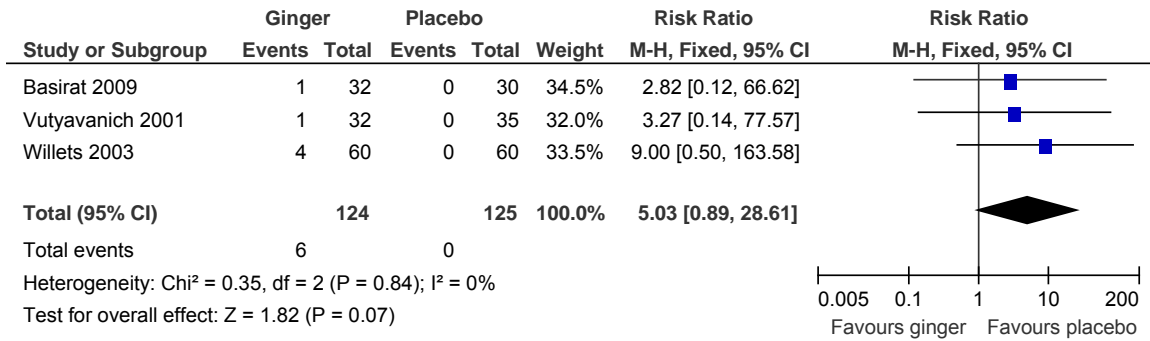 Ginger Placebo Risk Ratio Risk Ratio
Study or Subgroup Events Total Events Total Weight M-H, Fixed, 95% CI M-H, Fixed, 95% CI
Basirat 2009 1 32 0 30 34.5% 2.82 [0.12, 66.62]
Vutyavanich 2001 1 32 0 35 32.0% 3.27 [0.14, 77.57]
Willets 2003 4 60 0 60 33.5% 9.00 [0.50, 163.58]
Total (95% CI) 124 125 100.0% 5.03 [0.89, 28.61]
Total events 6 0
Heterogeneity: Chi² = 0.35, df = 2 (P = 0.84); I² = 0%
Test for overall effect: Z = 1.82 (P = 0.07)
0.005 0.1 1 10 200
Favours ginger Favours placebo